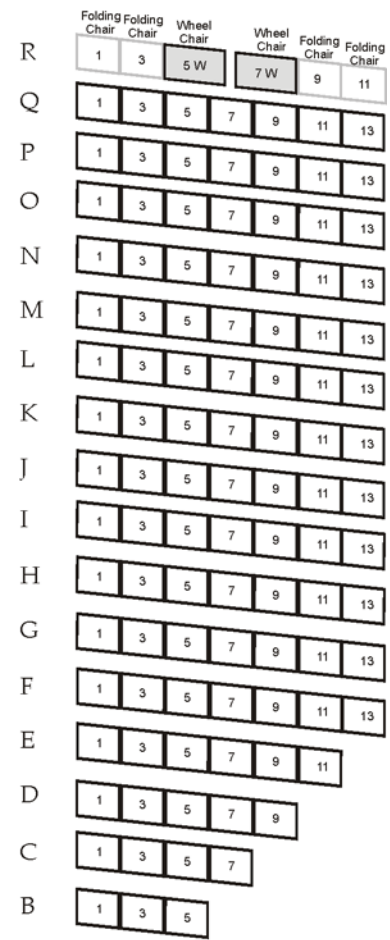 Folding Chair Folding Chair Wheel Chair Wheel Chair Folding Chair Folding Chair
R 1 3 5 W 7 W 9 11
Q 1 3 5 7 9 11 13
P 1 3 5 7 9 11 13
O 1 3 5 7 9 11 13
N 1 3 5 7 9 11 13
M 1 3 5 7 9 11 13
L 1 3 5 7 9 11 13
K 1 3 5 7 9 11 13
J 1 3 5 7 9 11 13
I 1 3 5 7 9 11 13
H 1 3 5 7 9 11 13
G 1 3 5 7 9 11 13
F 1 3 5 7 9 11 13
E 1 3 5 7 9 11
D 1 3 5 7 9
C 1 3 5 7
B 1 3 5